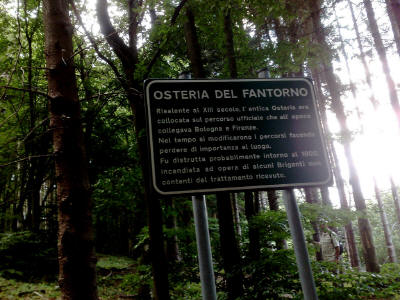 OSTERIA DEL FANTORNO
Risalente al XIII secolo, l'antica Osteria era
collocata sul percorso ufficiale che all'epoca
collegava Bologna e Firenze.
Nel tempo si modificarono i percorsi facendo
perdere di importanza al luogo.
Fu distrutta probabilmente intorno al 1800,
incendiata ad opera di alcuni Briganti non
contenti del trattamento ricevuto.